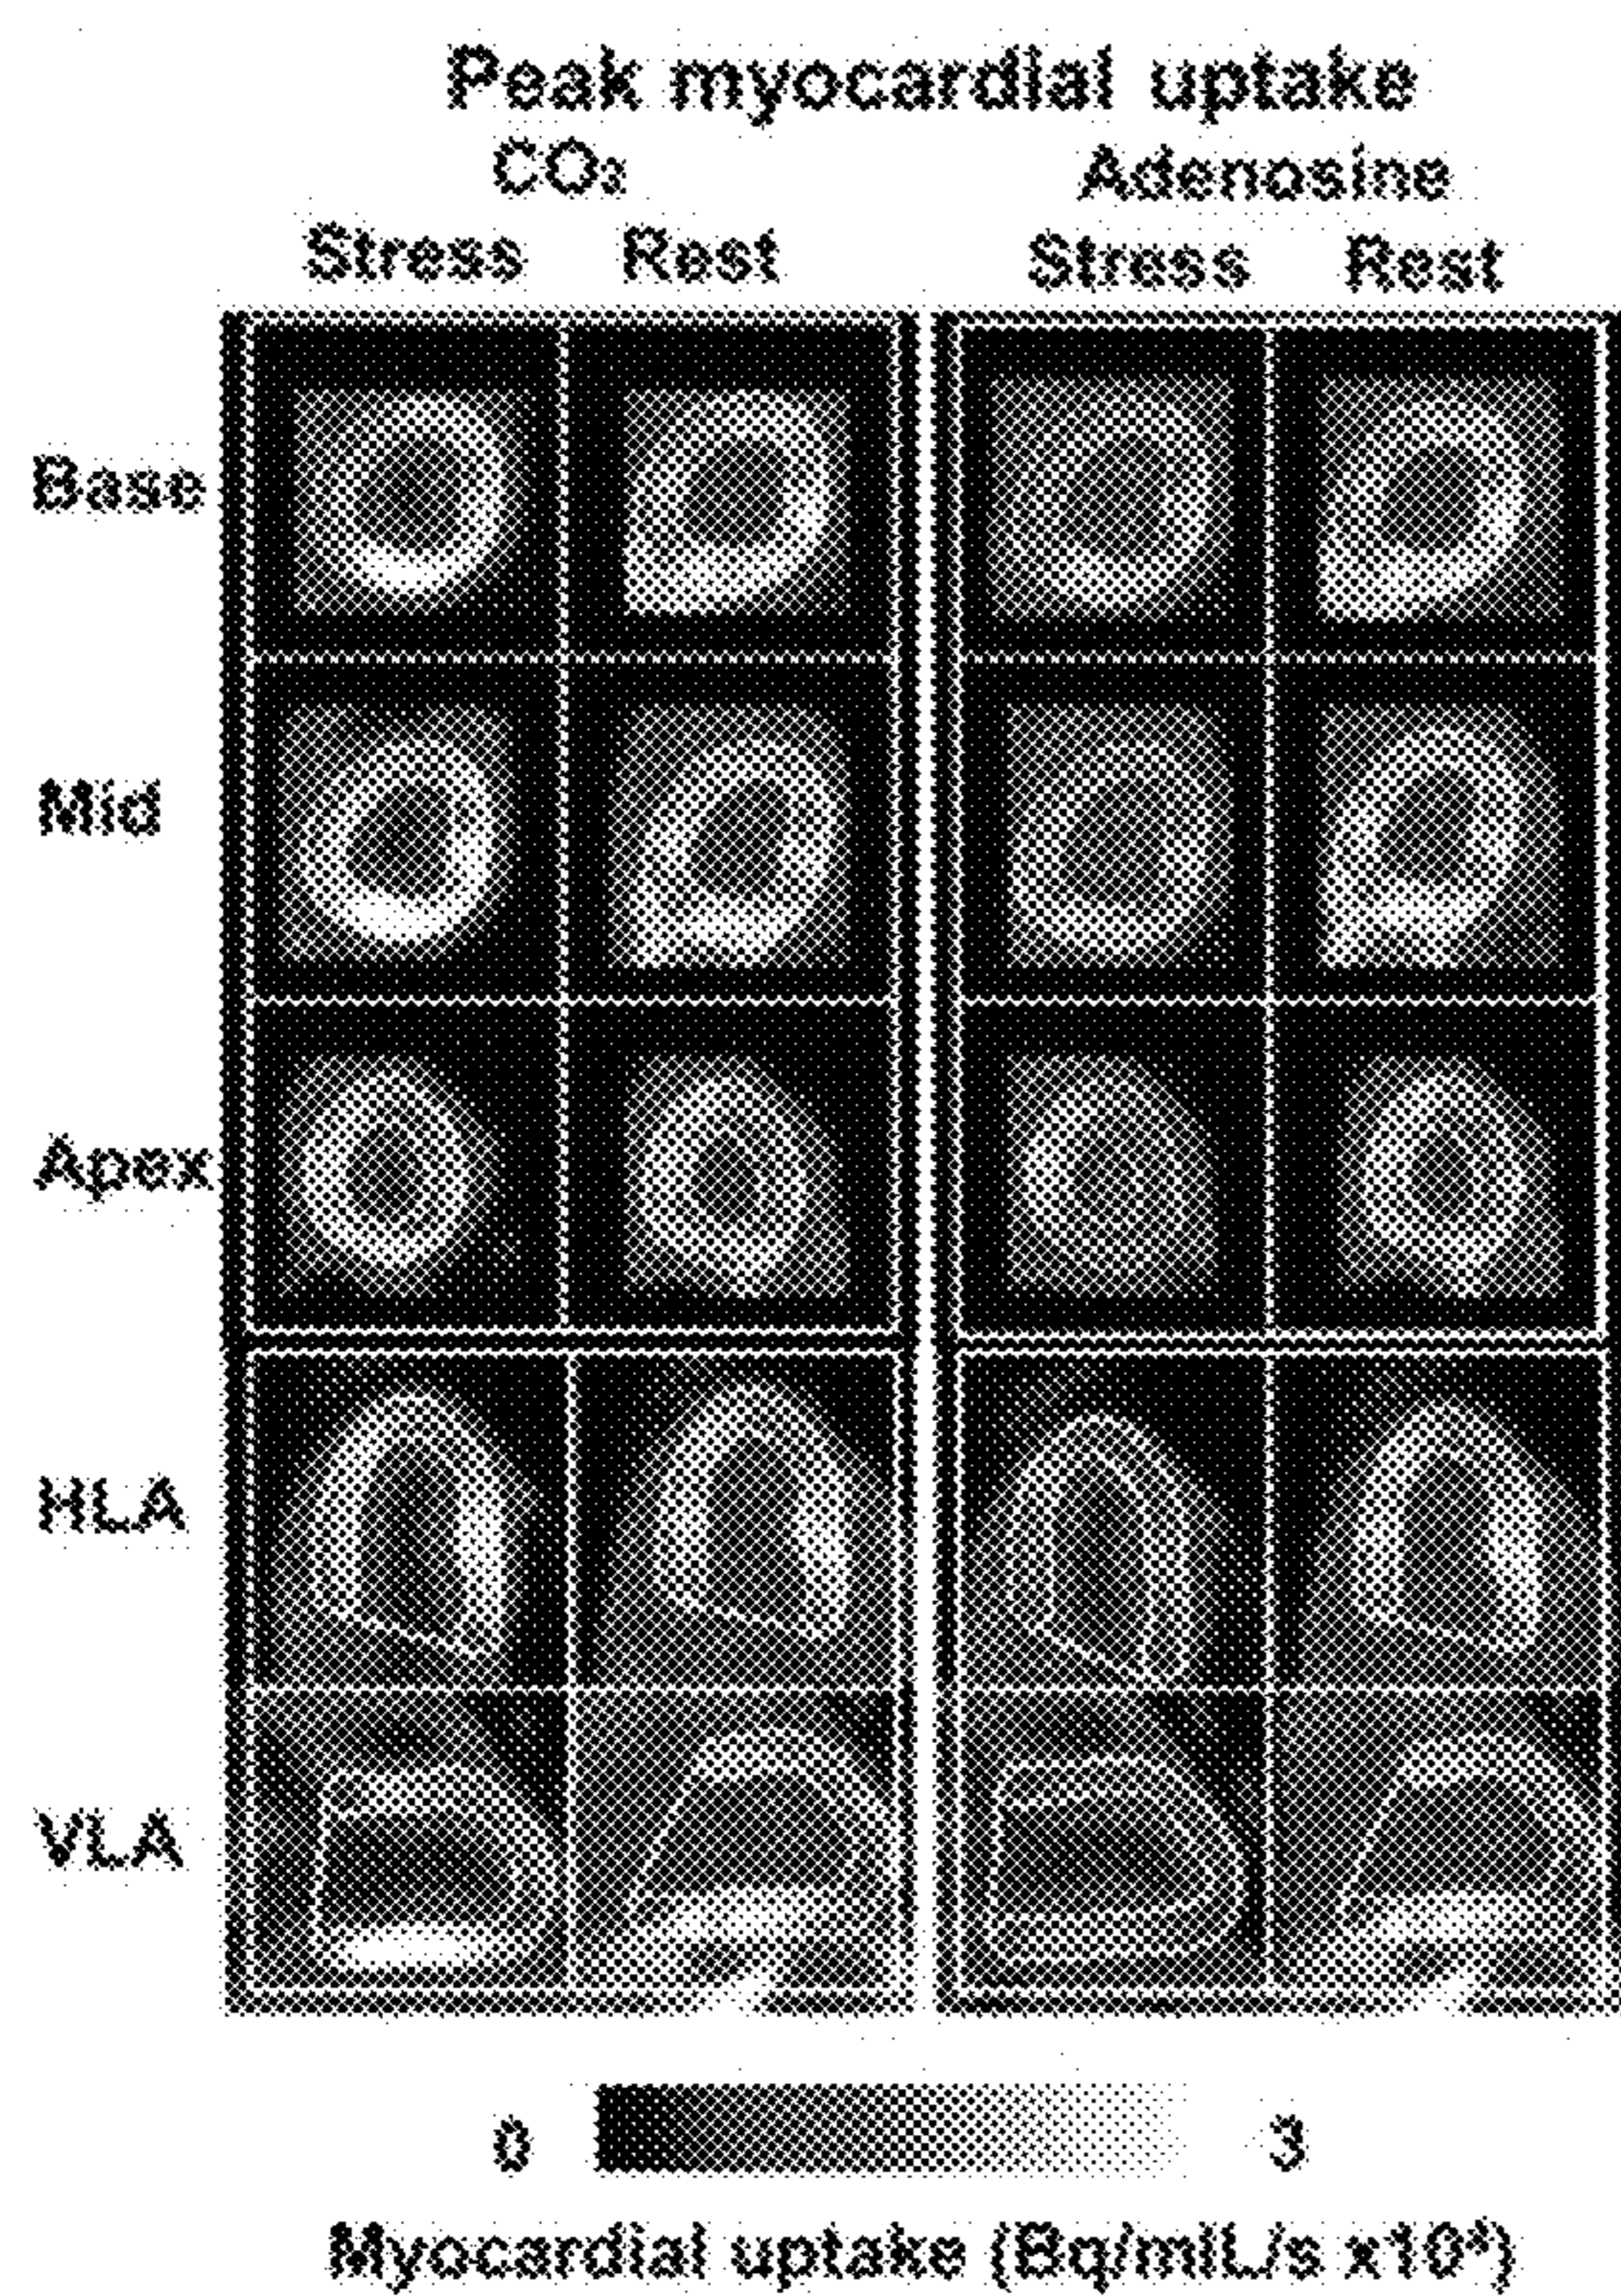 Peak myocardial uptake
CO₂ Adenosine
Stress Rest Stress Rest
Base
Mid
Apex
HLA
VLA
0 3
Myocardial uptake (Bq/mL/s x10⁴)